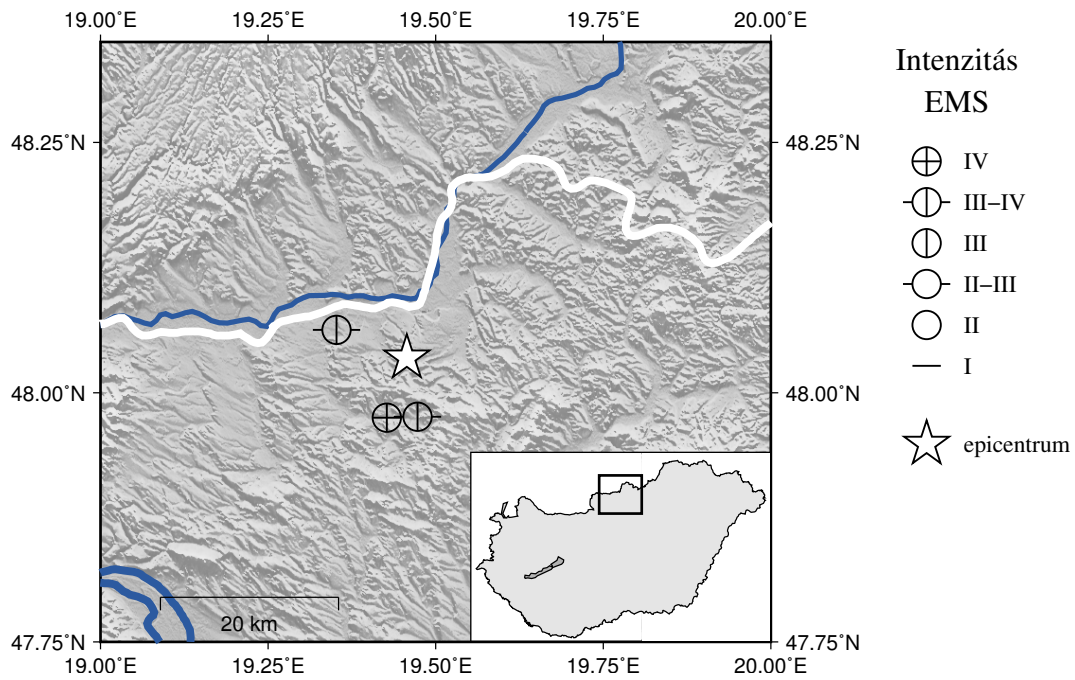 19.00°E 19.25°E 19.50°E 19.75°E 20.00°E
Intenzitás
EMS
48.25°N 48.25°N
IV
III–IV
III
II–III
II
I
48.00°N 48.00°N
epicentrum
20 km
47.75°N 47.75°N
19.00°E 19.25°E 19.50°E 19.75°E 20.00°E